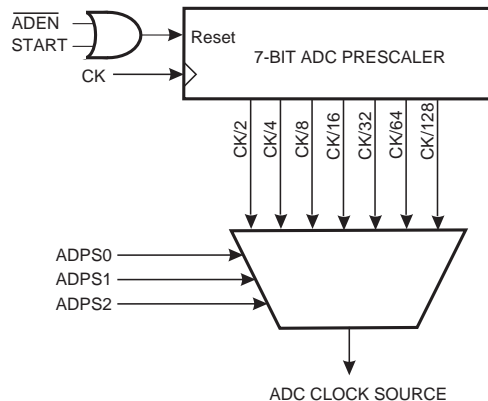 ADEN
START
Reset
7-BIT ADC PRESCALER
CK
CK/2
CK/4
CK/8
CK/16
CK/32
CK/64
CK/128
ADPS0
ADPS1
ADPS2
ADC CLOCK SOURCE